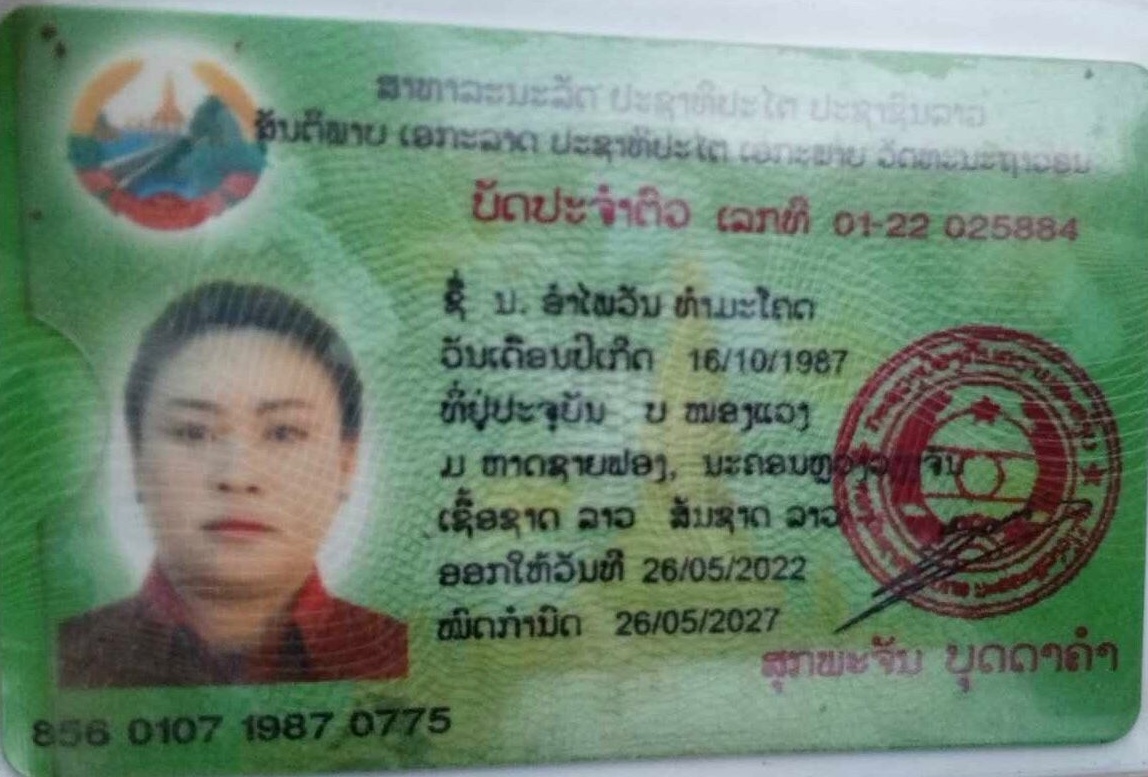 ສາທາລະນະລັດ ປະຊາທິປະໄຕ ປະຊາຊົນລາວ
ສັນຕິພາບ ເອກະລາດ ປະຊາທິປະໄຕ ເອກະພາບ ວັດທະນະຖາວອນ
ບັດປະຈຳຕົວ ເລກທີ 01-22 025884
ຊື່ ນ. ອຳໄພວັນ ທຳມະໂຄດ
ວັນເດືອນປີເກີດ 16/10/1987
ທີ່ຢູ່ປະຈຸບັນ ບ ໜອງແວງ
ມ ຫາດຊາຍຟອງ, ນະຄອນຫຼວງວຽງຈັນ
ເຊື້ອຊາດ ລາວ ສັນຊາດ ລາວ
ອອກໃຫ້ວັນທີ 26/05/2022
ໝົດກຳນົດ 26/05/2027
ສຸກພະຈັນ ບຸດດາຄຳ
856 0107 1987 0775